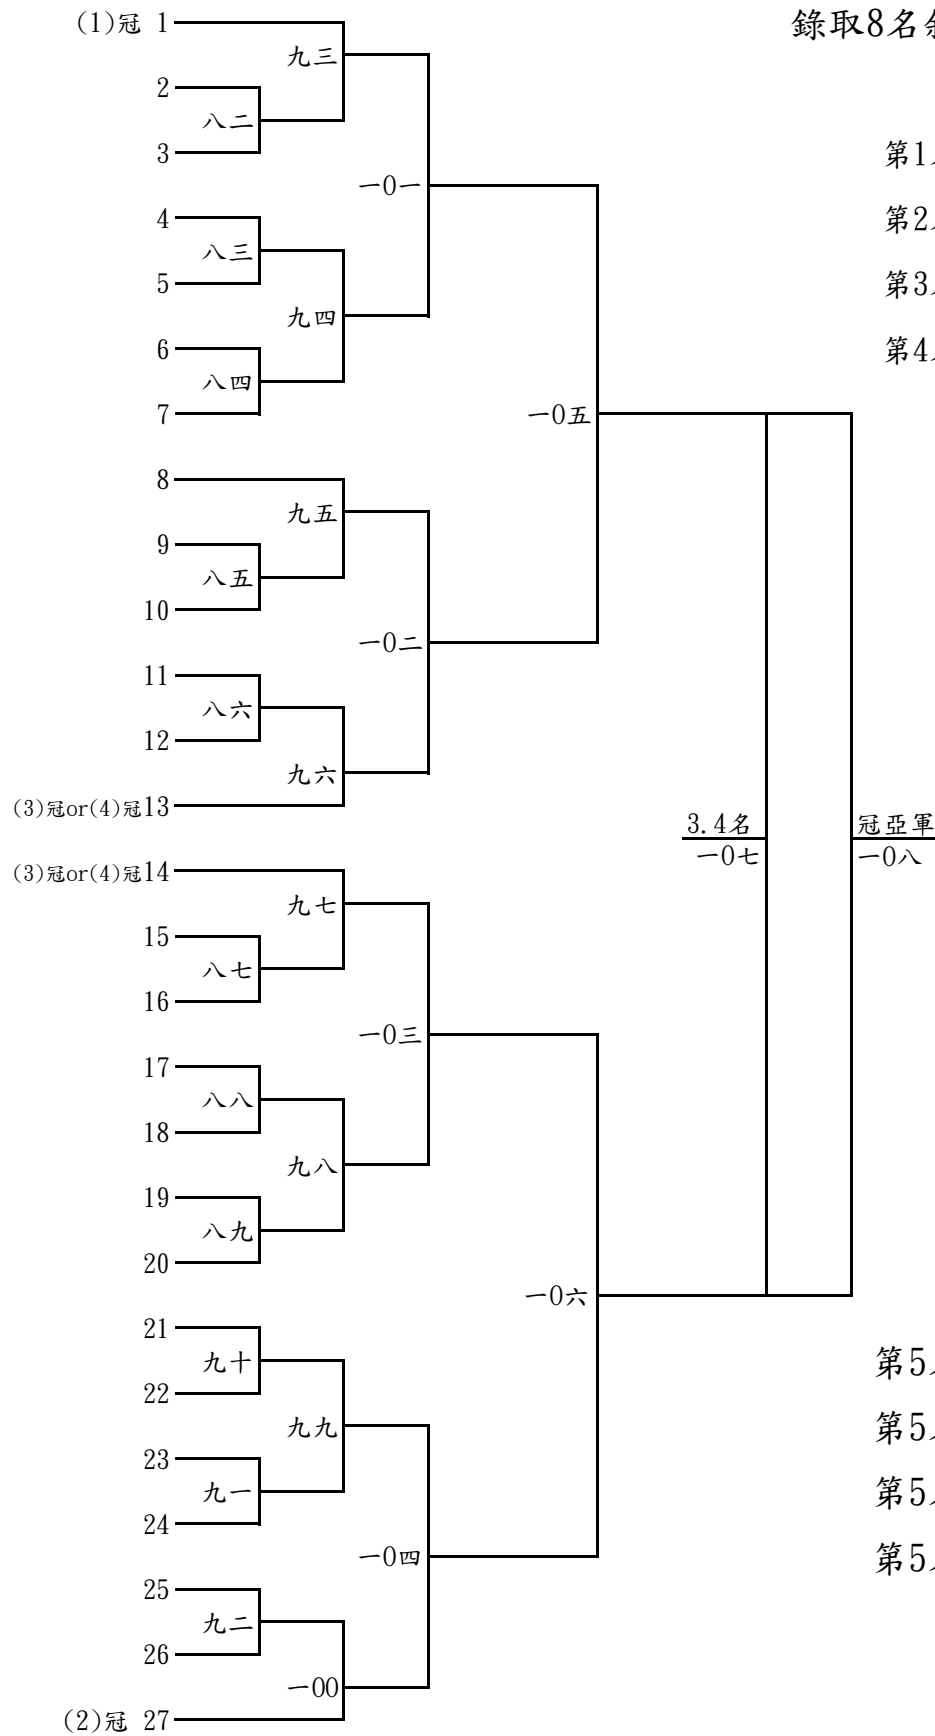 (1)冠 1
錄取8名
九三
2
八二
3
第1
一0一
4
第2
八三
5
第3
九四
6
第4
八四
7
一0五
8
九五
9
八五
10
一0二
11
八六
12
九六
(3)冠or(4)冠13
3.4名
冠亞軍
一0七
一0八
(3)冠or(4)冠14
九七
15
八七
16
一0三
17
八八
18
九八
19
八九
20
一0六
21
九十
第5
22
九九
第5
23
九一
第5
24
一0四
第5
25
九二
26
一00
(2)冠 27